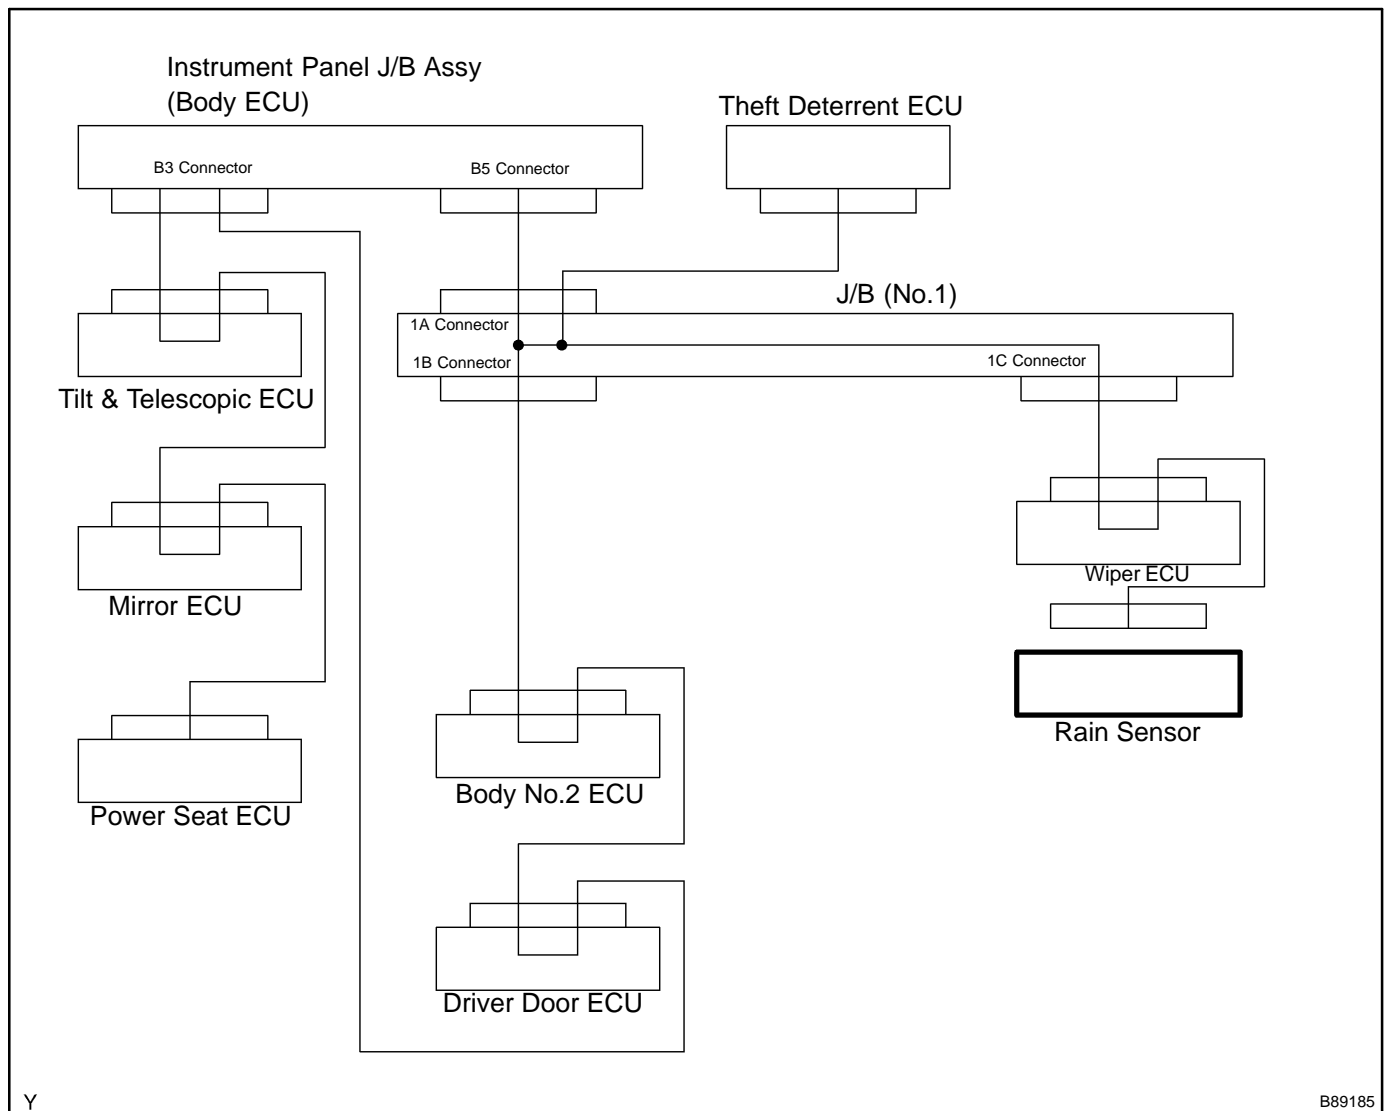 Instrument Panel J/B Assy
(Body ECU)
Theft Deterrent ECU
B3 Connector
B5 Connector
J/B (No.1)
1A Connector
1B Connector
1C Connector
Tilt & Telescopic ECU
Wiper ECU
Mirror ECU
Rain Sensor
Body No.2 ECU
Power Seat ECU
Driver Door ECU
Y
B89185